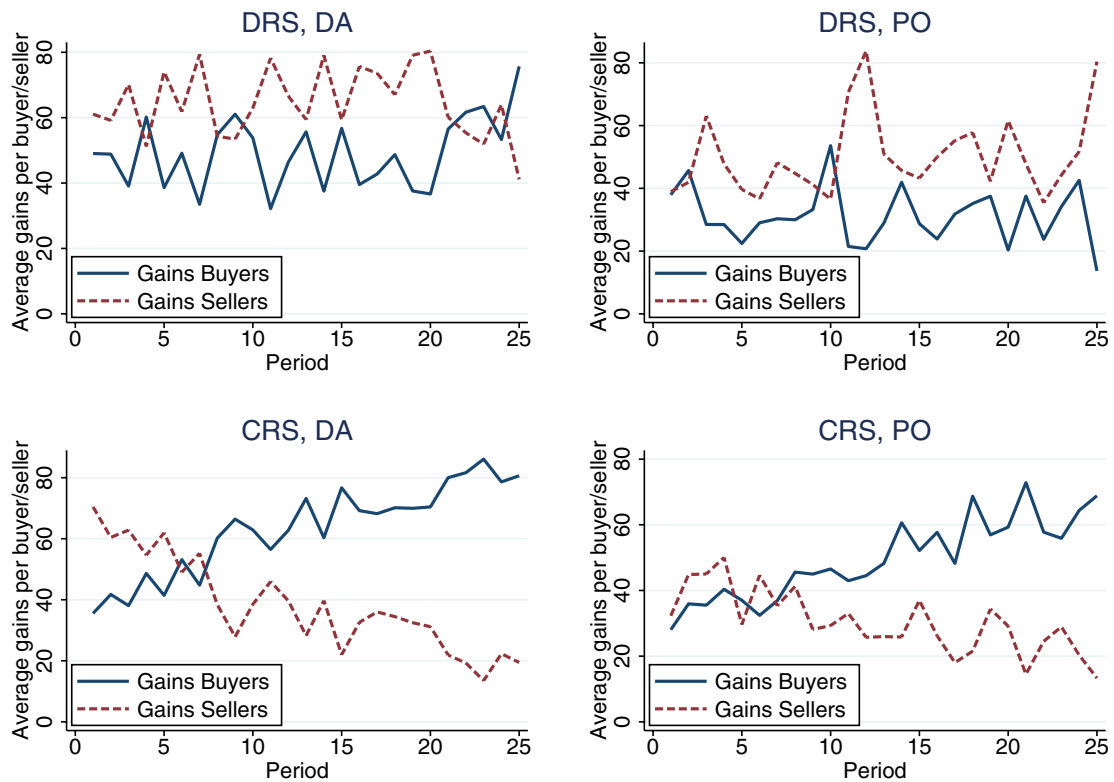 DRS, DA
Average gains per buyer/seller
80
60
40
20
0
Gains Buyers
Gains Sellers
0 5 10 15 20 25
Period
DRS, PO
Average gains per buyer/seller
80
60
40
20
0
Gains Buyers
Gains Sellers
0 5 10 15 20 25
Period
CRS, DA
Average gains per buyer/seller
80
60
40
20
0
Gains Buyers
Gains Sellers
0 5 10 15 20 25
Period
CRS, PO
Average gains per buyer/seller
80
60
40
20
0
Gains Buyers
Gains Sellers
0 5 10 15 20 25
Period